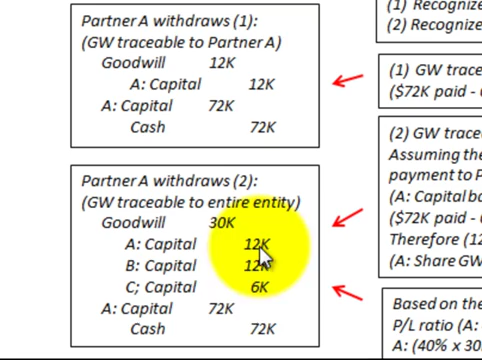 Partner A withdraws (1):
(GW traceable to Partner A)
Goodwill 12K
A: Capital 12K
A: Capital 72K
Cash 72K
Partner A withdraws (2):
(GW traceable to entire entity)
Goodwill 30K
A: Capital 12K
B: Capital 12K
C; Capital 6K
A: Capital 72K
Cash 72K
(1) Recognize
(2) Recognize
(1) GW trace
($72K paid -
(2) GW trace
Assuming the
payment to P
(A: Capital ba
($72K paid -
Therefore (12
(A: Share GW
Based on the
P/L ratio (A:
A: (40% x 30